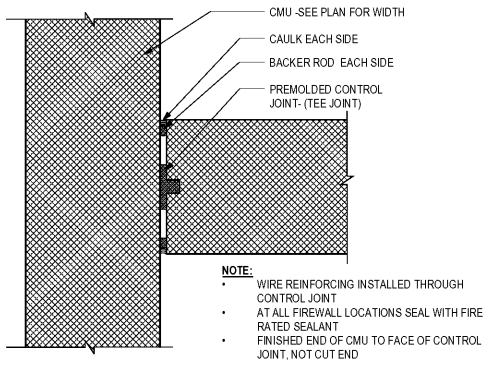 CMU -SEE PLAN FOR WIDTH
CAULK EACH SIDE
BACKER ROD EACH SIDE
PREMOLDED CONTROL
JOINT- (TEE JOINT)
NOTE:
• WIRE REINFORCING INSTALLED THROUGH
CONTROL JOINT
• AT ALL FIREWALL LOCATIONS SEAL WITH FIRE
RATED SEALANT
• FINISHED END OF CMU TO FACE OF CONTROL
JOINT, NOT CUT END